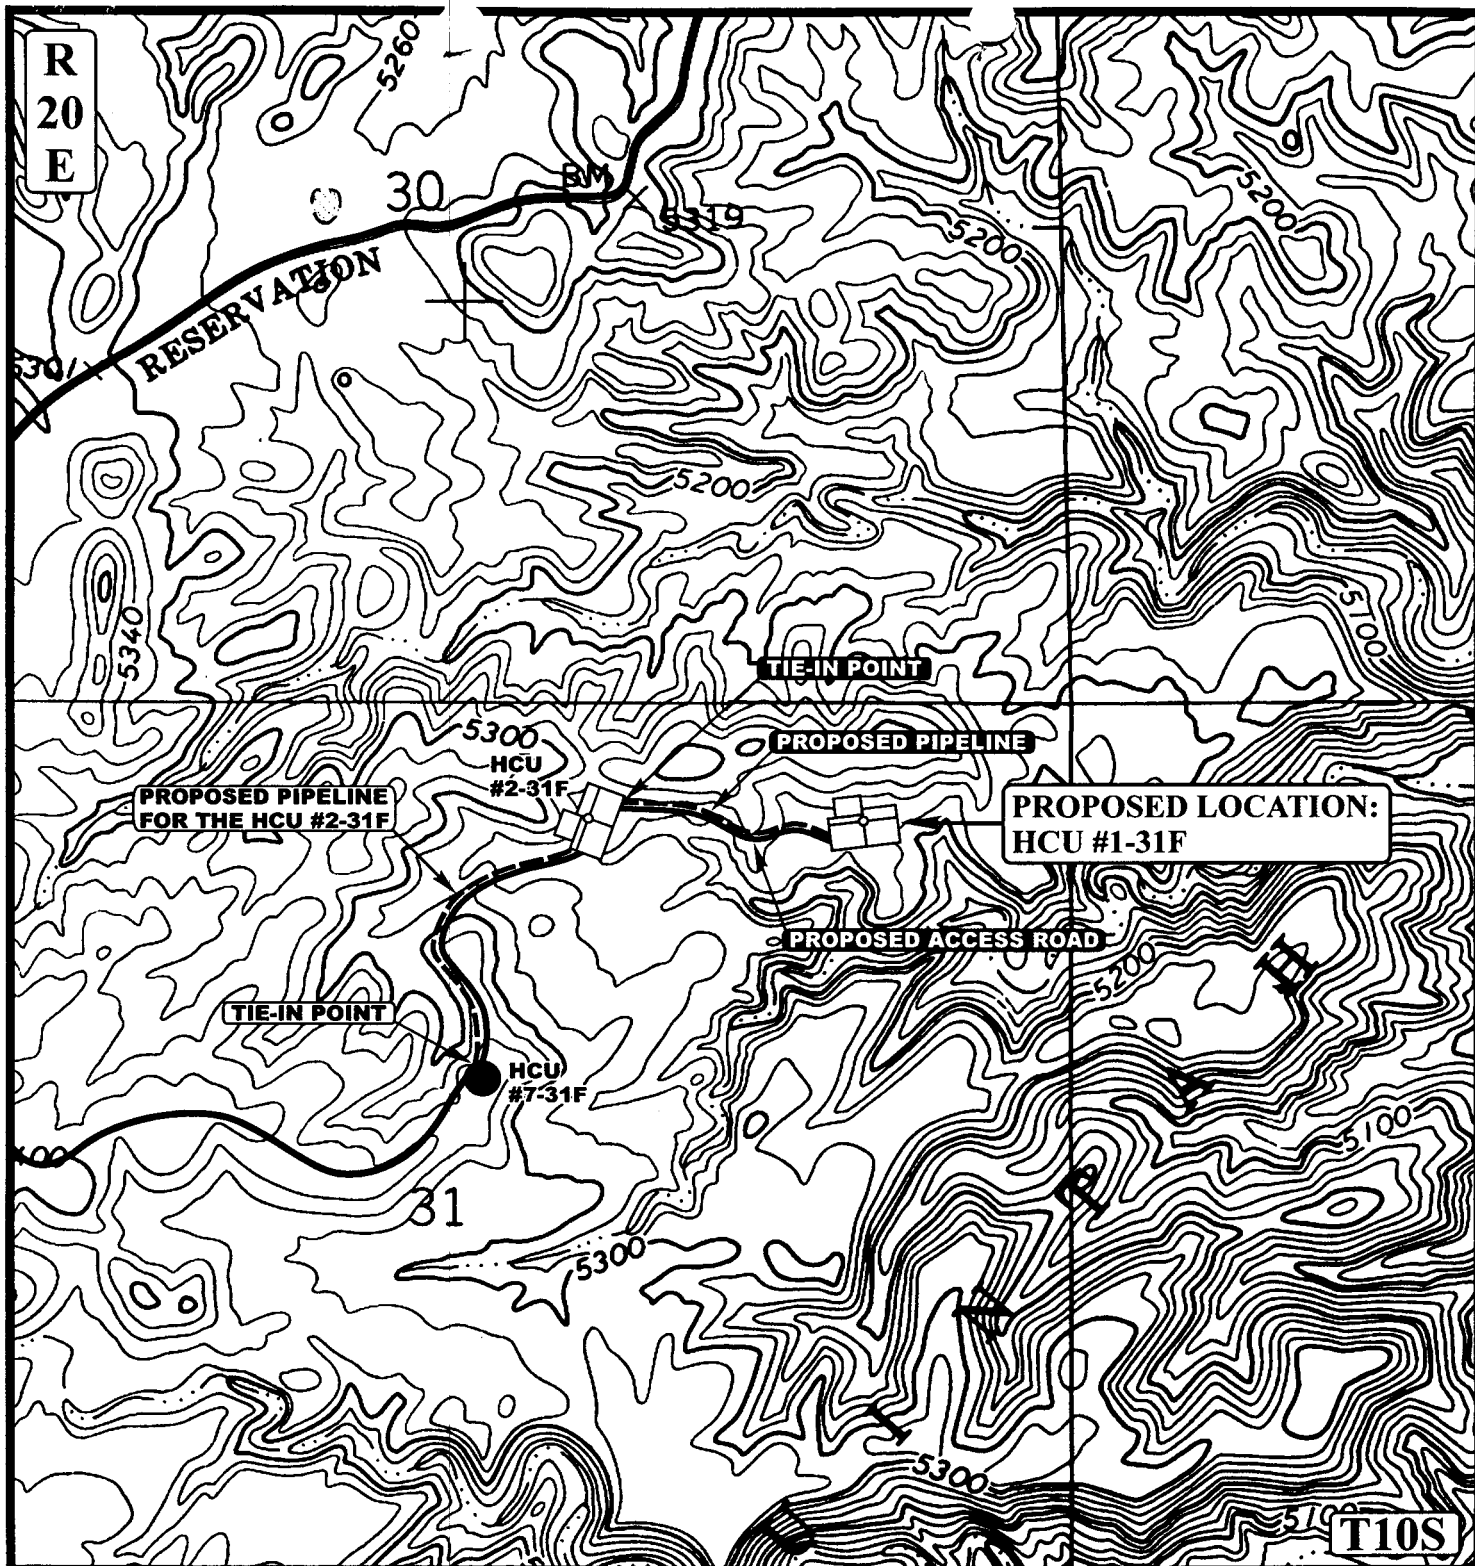 R
20
E
5260
30
BM
5319
5200
5200
RESERVATION
5301
5200
5340
5100
TIE-IN POINT
5300
HCU
#2-31F
PROPOSED PIPELINE
PROPOSED PIPELINE
FOR THE HCU #2-31F
PROPOSED LOCATION:
HCU #1-31F
PROPOSED ACCESS ROAD
5200
TIE-IN POINT
HCU
#7-31F
5100
31
5300
5300
H
A
T
A
I
U
T10S